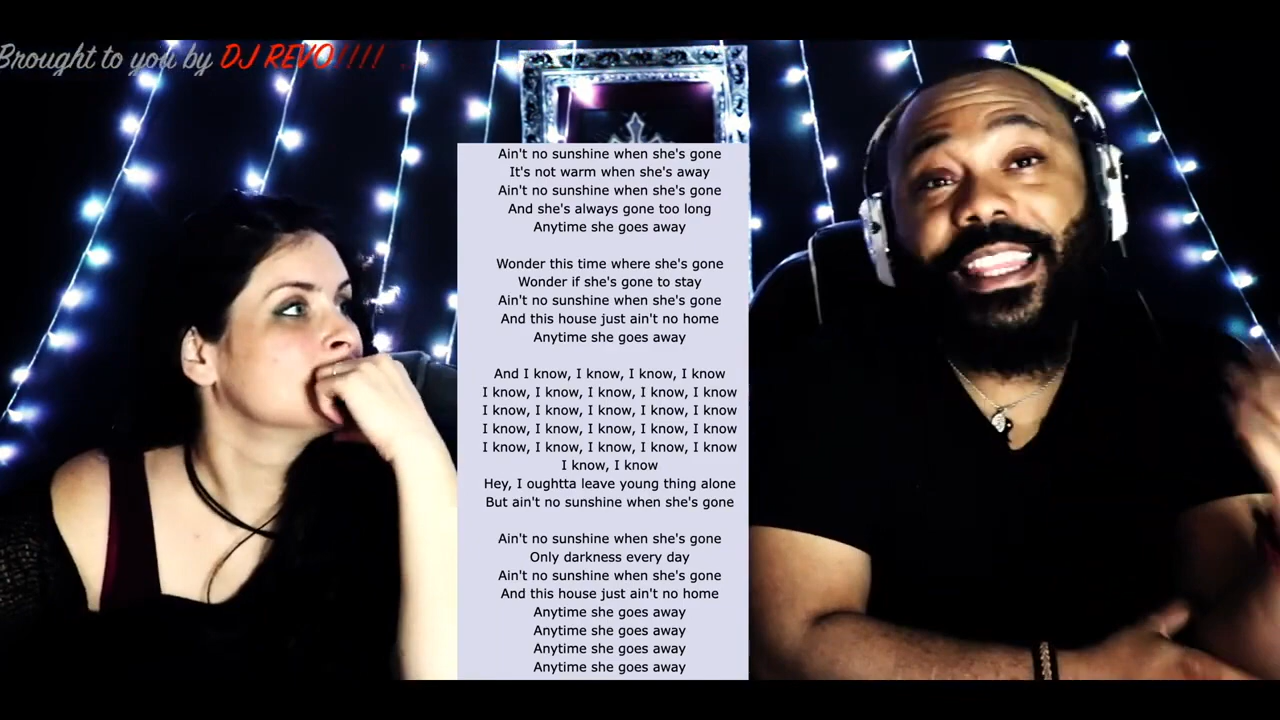 Brought to you by DJ REVO!!!!
Ain't no sunshine when she's gone
It's not warm when she's away
Ain't no sunshine when she's gone
And she's always gone too long
Anytime she goes away
Wonder this time where she's gone
Wonder if she's gone to stay
Ain't no sunshine when she's gone
And this house just ain't no home
Anytime she goes away
And I know, I know, I know, I know
I know, I know, I know, I know, I know
I know, I know, I know, I know, I know
I know, I know, I know, I know, I know
I know, I know, I know, I know, I know
I know, I know
Hey, I oughtta leave young thing alone
But ain't no sunshine when she's gone
Ain't no sunshine when she's gone
Only darkness every day
Ain't no sunshine when she's gone
And this house just ain't no home
Anytime she goes away
Anytime she goes away
Anytime she goes away
Anytime she goes away